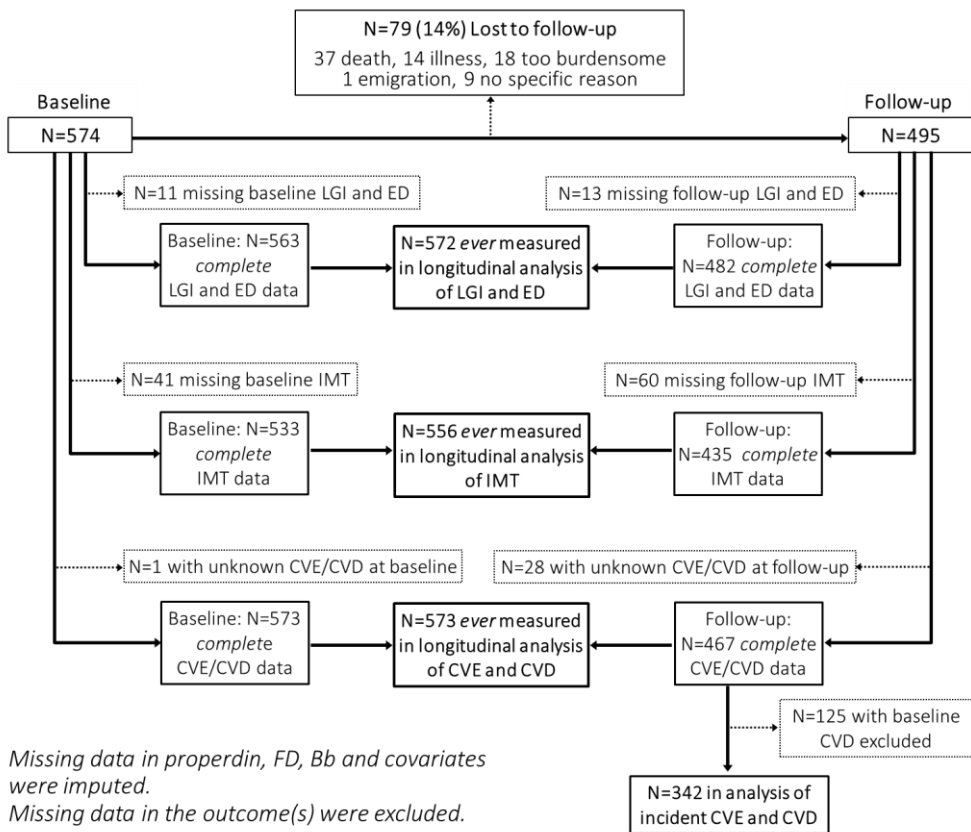 N=79 (14%) Lost to follow-up
37 death, 14 illness, 18 too burdensome
1 emigration, 9 no specific reason
Baseline
Follow-up
N=574
N=495
N=11 missing baseline LGI and ED
N=13 missing follow-up LGI and ED
Baseline: N=563
complete
LGI and ED data
N=572 ever measured
in longitudinal analysis
of LGI and ED
Follow-up:
N=482 complete
LGI and ED data
N=41 missing baseline IMT
N=60 missing follow-up IMT
Baseline: N=533
complete
IMT data
N=556 ever measured
in longitudinal analysis
of IMT
Follow-up:
N=435 complete
IMT data
N=1 with unknown CVE/CVD at baseline
N=28 with unknown CVE/CVD at follow-up
Baseline: N=573
complete
CVE/CVD data
N=573 ever measured
in longitudinal analysis
of CVE and CVD
Follow-up:
N=467 complete
CVE/CVD data
N=125 with baseline
CVD excluded
N=342 in analysis of
incident CVE and CVD
Missing data in properdin, FD, Bb and covariates
were imputed.
Missing data in the outcome(s) were excluded.